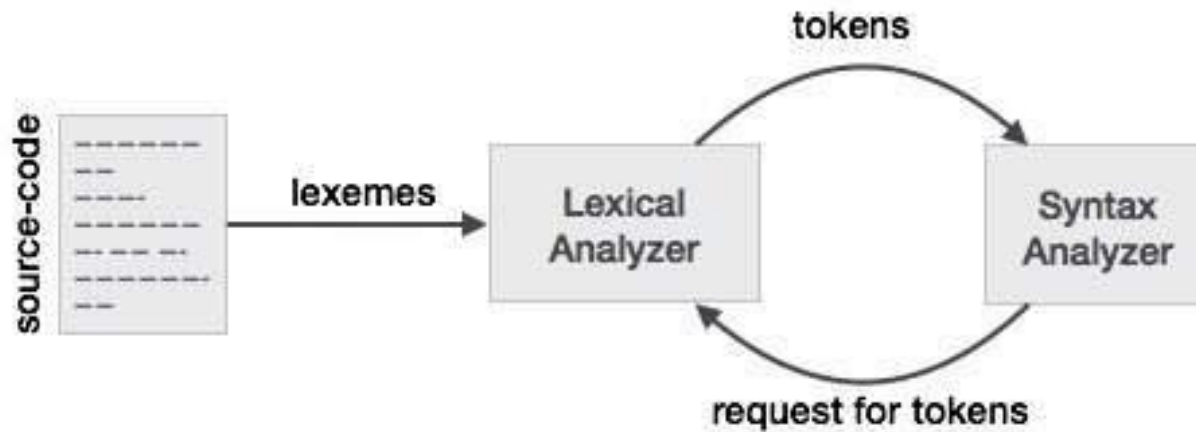 tokens
source-code
lexemes
Lexical
Analyzer
Syntax
Analyzer
request for tokens